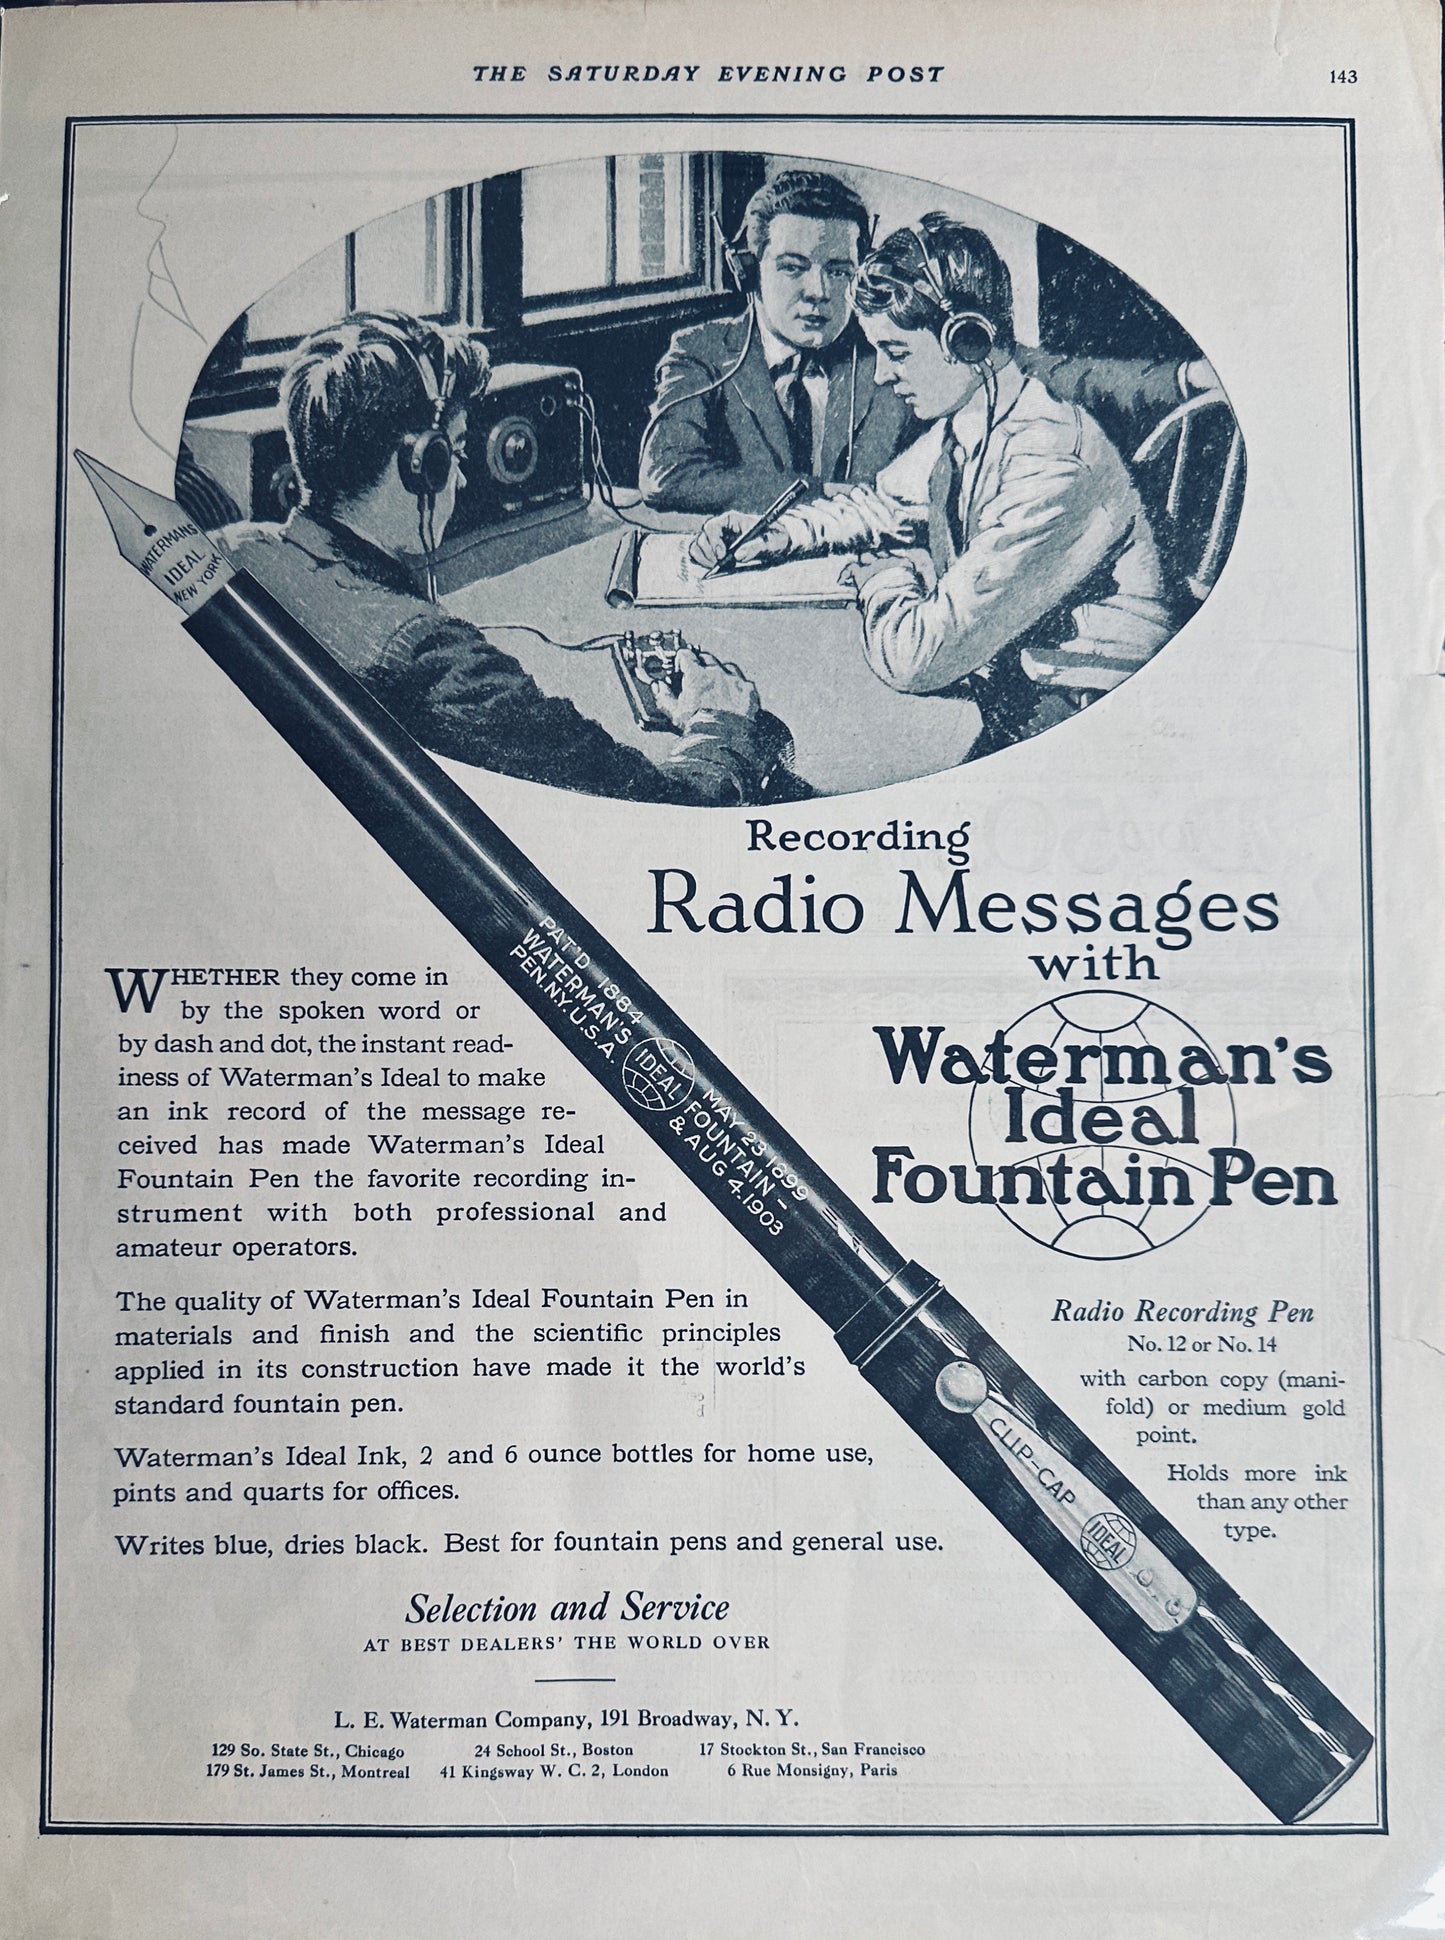 THE SATURDAY EVENING POST
143
WATERMANS
IDEAL
NEW YORK
Recording
Radio Messages
with
Waterman's
Ideal
Fountain Pen
PAT'D 1884
WATERMAN'S
PEN.N.Y.U.S.A.
IDEAL
MAY 23 1899
FOUNTAIN –
& AUG 4.1903
WHETHER they come in
by the spoken word or
by dash and dot, the instant read-
iness of Waterman's Ideal to make
an ink record of the message re-
ceived has made Waterman's Ideal
Fountain Pen the favorite recording in-
strument with both professional and
amateur operators.
The quality of Waterman's Ideal Fountain Pen in
materials and finish and the scientific principles
applied in its construction have made it the world's
standard fountain pen.
Waterman's Ideal Ink, 2 and 6 ounce bottles for home use,
pints and quarts for offices.
Writes blue, dries black. Best for fountain pens and general use.
Radio Recording Pen
No. 12 or No. 14
with carbon copy (mani-
fold) or medium gold
point.
Holds more ink
than any other
type.
CLIP-CAP
IDEAL
Selection and Service
AT BEST DEALERS' THE WORLD OVER
L. E. Waterman Company, 191 Broadway, N. Y.
129 So. State St., Chicago 24 School St., Boston 17 Stockton St., San Francisco
179 St. James St., Montreal 41 Kingsway W. C. 2, London 6 Rue Monsigny, Paris